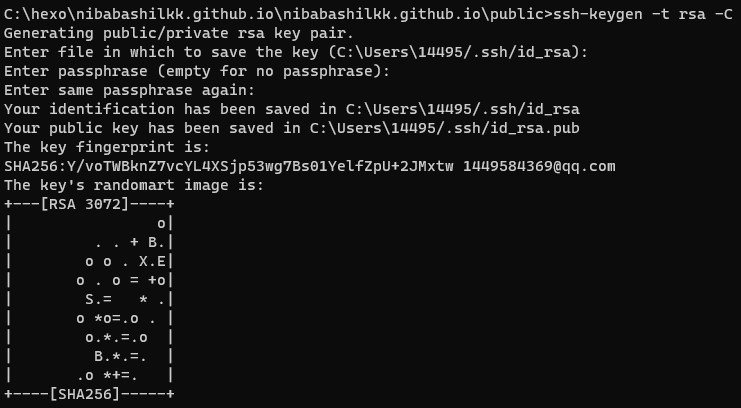 C:\hexo\nibabashilkk.github.io\nibabashilkk.github.io\public>ssh-keygen -t rsa -C
Generating public/private rsa key pair.
Enter file in which to save the key (C:\Users\14495/.ssh/id_rsa):
Enter passphrase (empty for no passphrase):
Enter same passphrase again:
Your identification has been saved in C:\Users\14495/.ssh/id_rsa
Your public key has been saved in C:\Users\14495/.ssh/id_rsa.pub
The key fingerprint is:
SHA256:Y/voTWBknZ7vcYL4XSjp53wg7Bs01YelfZpU+2JMxtw 1449584369@qq.com
The key's randomart image is:
+---[RSA 3072]----+
|                o|
|         . . + B.|
|        o o . X.E|
|       o . o = +o|
|        S.=   * .|
|       o *o=.o . |
|        o.*.=.o  |
|         B.*.=.  |
|       .o *+=.   |
+----[SHA256]-----+